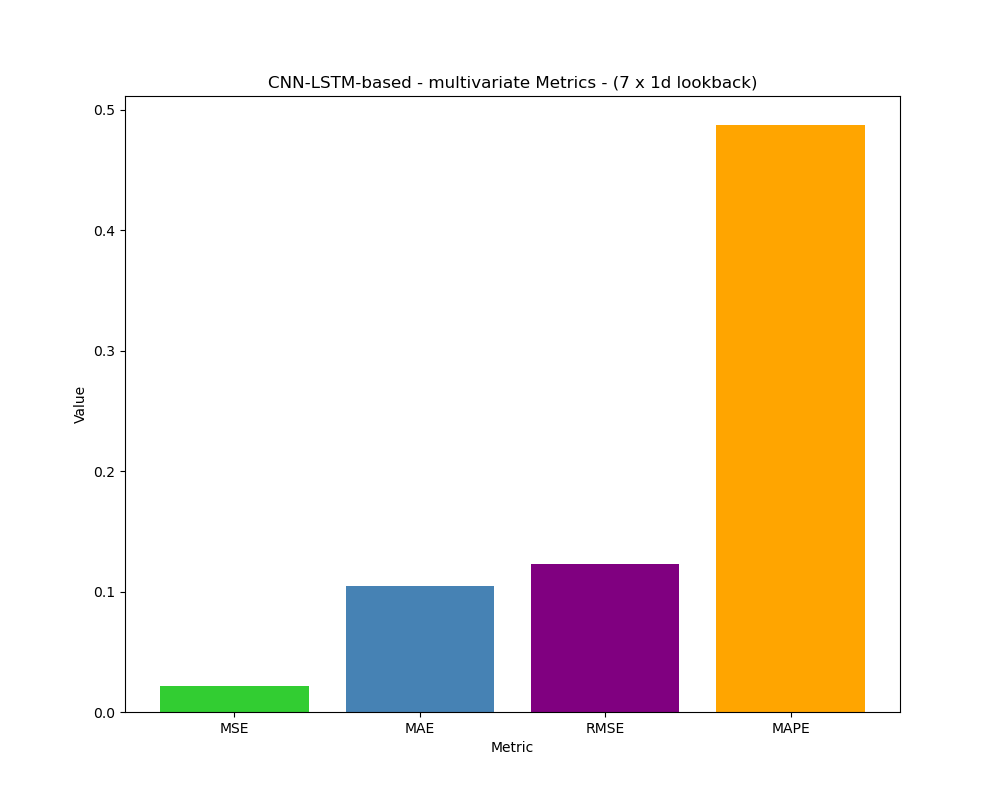 CNN-LSTM-based - multivariate Metrics - (7 x 1d lookback)
0.5
0.4
0.3
0.2
0.1
0.0
Value
MSE MAE RMSE MAPE
Metric